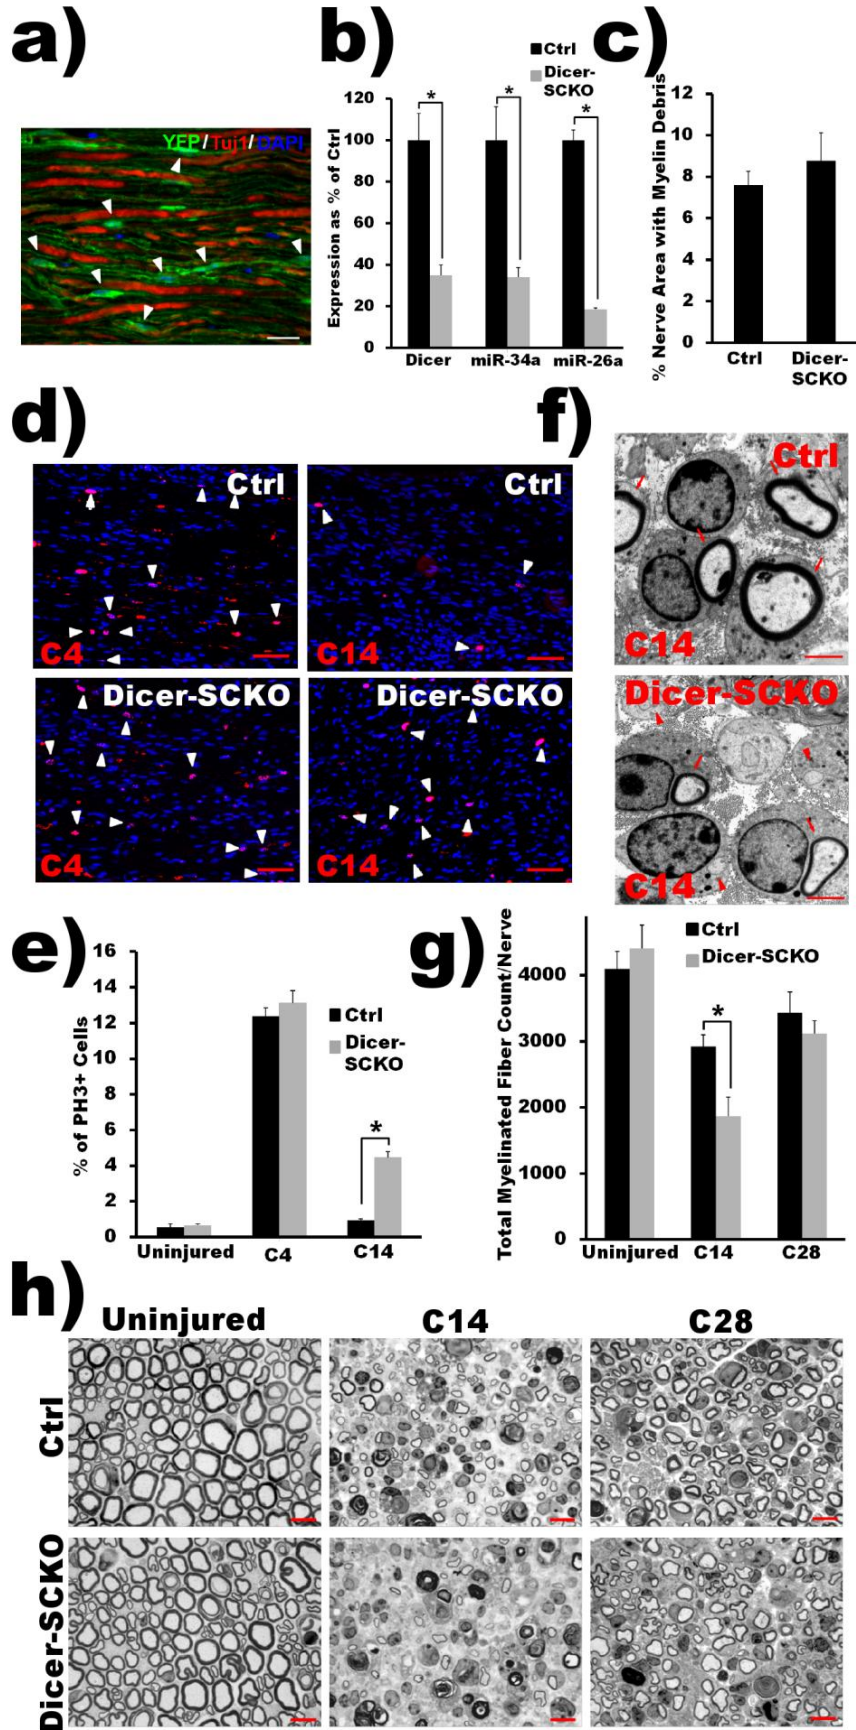 a)
YFP/Tuj1/DAPI
b)
Ctrl
Dicer-
SCKO
Expression as % of Ctrl
120
100
80
60
40
20
0
*
*
*
Dicer
miR-34a
miR-26a
c)
% Nerve Area with Myelin Debris
12
10
8
6
4
2
0
Ctrl
Dicer-
SCKO
d)
Ctrl
C4
Ctrl
C14
Dicer-SCKO
C4
Dicer-SCKO
C14
f)
Ctrl
C14
Dicer-SCKO
C14
e)
% of PH3+ Cells
16
14
12
10
8
6
4
2
0
Ctrl
Dicer-
SCKO
*
Uninjured
C4
C14
g)
Total Myelinated Fiber Count/Nerve
4000
3000
2000
1000
0
Ctrl
Dicer-SCKO
*
Uninjured
C14
C28
h)
Uninjured
C14
C28
Ctrl
Dicer-SCKO